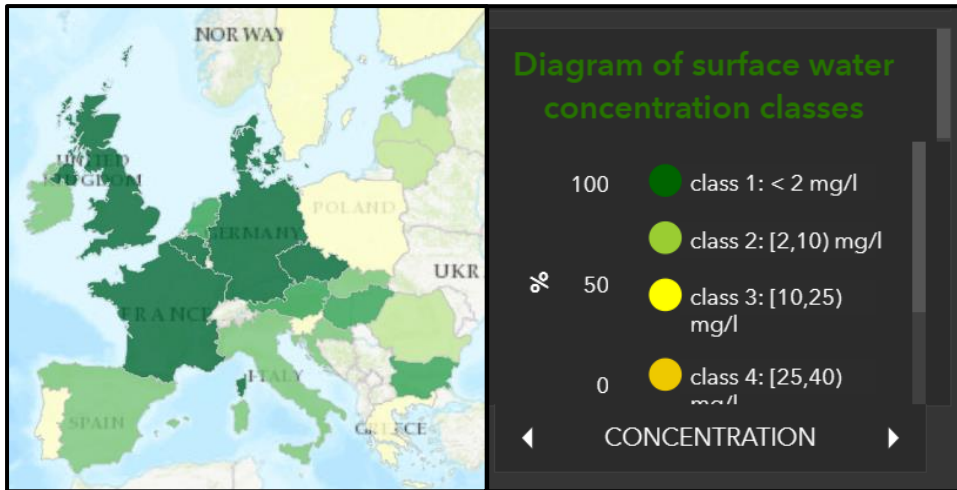 NORWAY
UNITED
KINGDOM
POLAND
GERMANY
UKR
FRANCE
ITALY
SPAIN
GREECE
Diagram of surface water
concentration classes
100
class 1: < 2 mg/l
class 2: [2,10) mg/l
%
50
class 3: [10,25)
mg/l
0
class 4: [25,40)
mg/l
CONCENTRATION